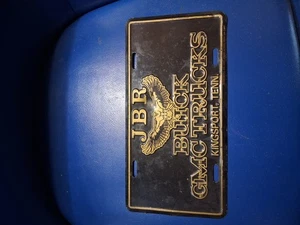 JBR
BUICK
GMC TRUCKS
KINGSPORT, TENN.